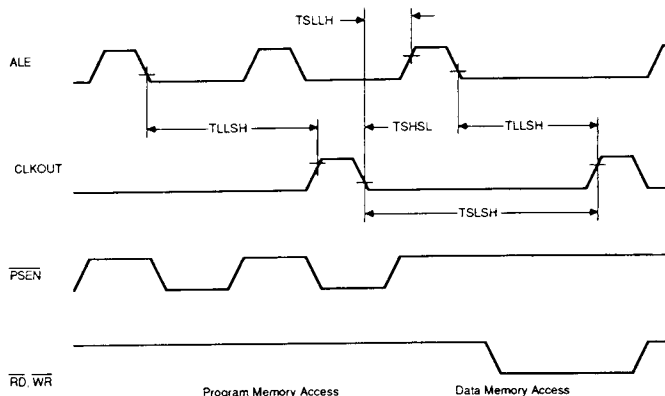 TSLLH
ALE
TLLSH
TSHSL
TLLSH
CLKOUT
TSLSH
PSEN
RD, WR
Program Memory Access
Data Memory Access